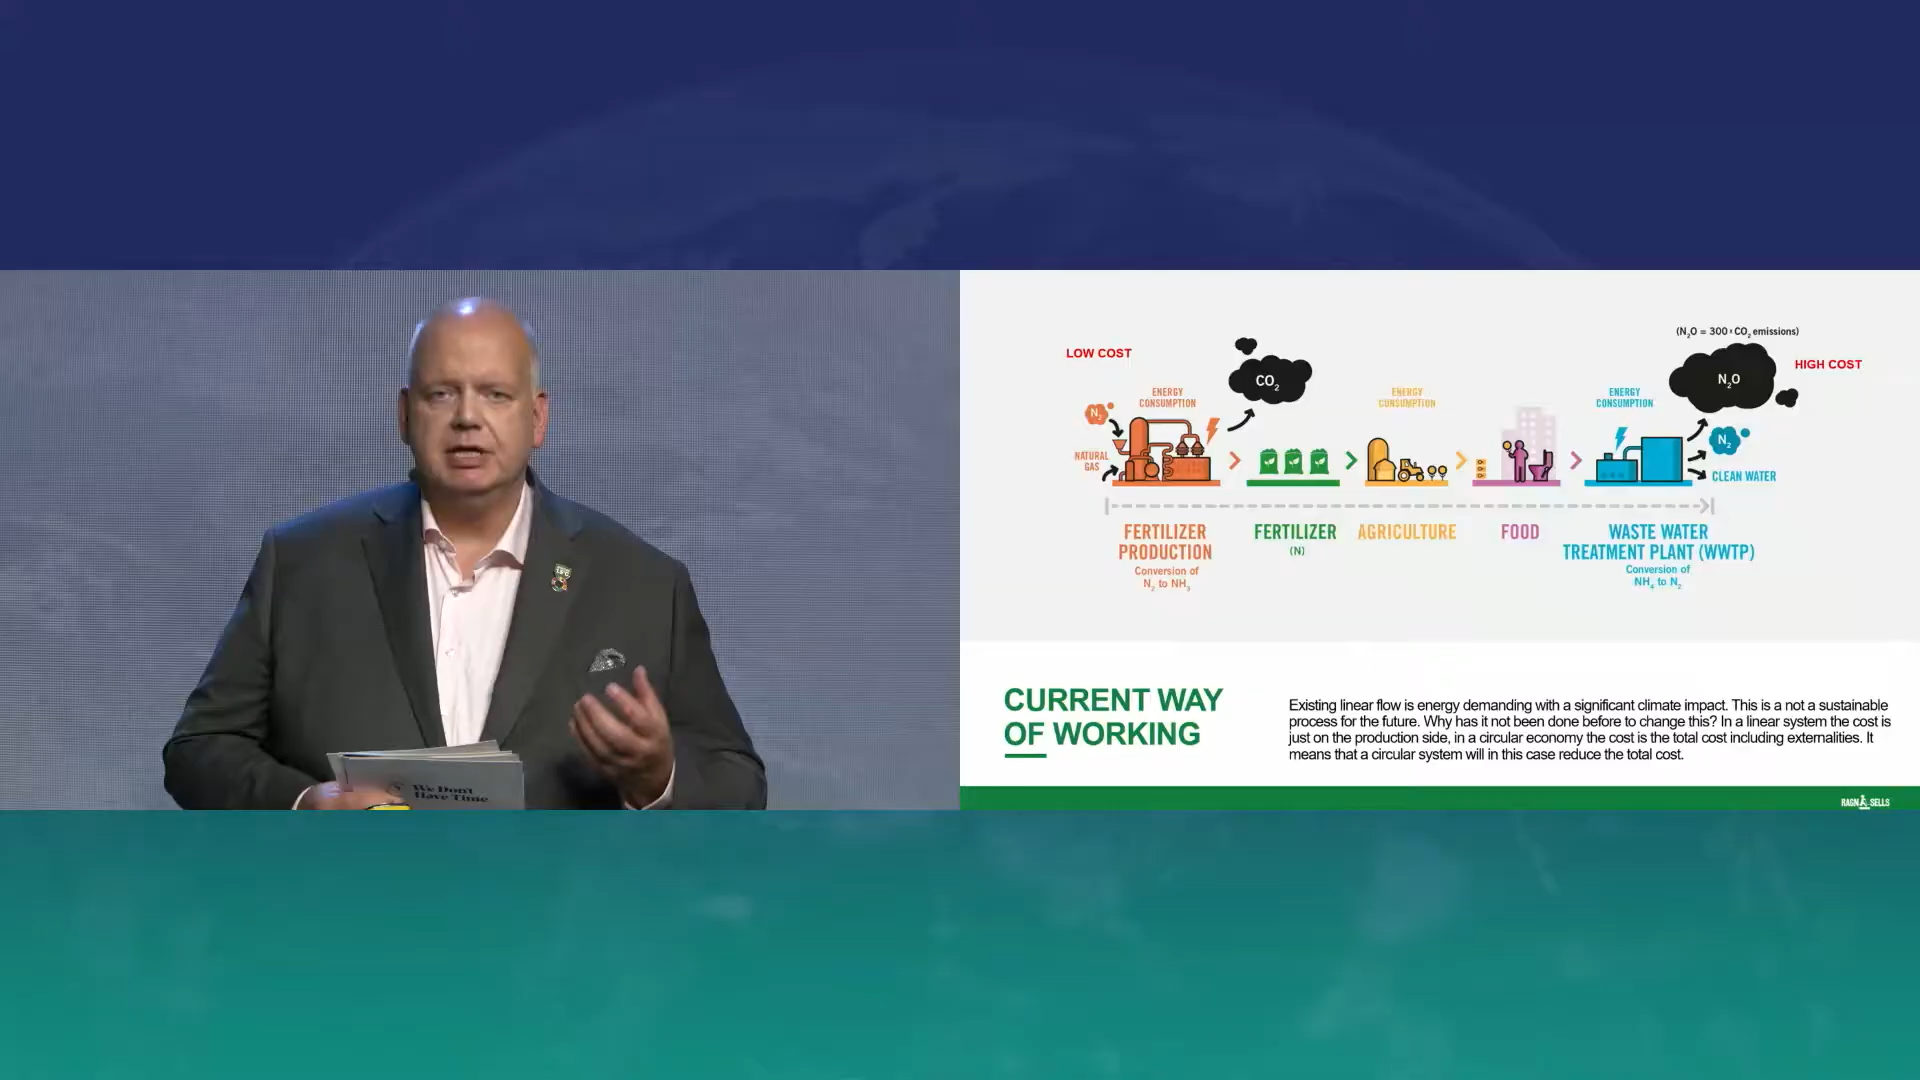 We Don't
Have Time
(N₂O = 300 × CO₂ emissions)
LOW COST
HIGH COST
CO₂
N₂O
ENERGY
CONSUMPTION
ENERGY
CONSUMPTION
ENERGY
CONSUMPTION
N₂
N₂
NATURAL
GAS
CLEAN WATER
FERTILIZER
PRODUCTION
Conversion of
N₂ to NH₃
FERTILIZER
(N)
AGRICULTURE
FOOD
WASTE WATER
TREATMENT PLANT (WWTP)
Conversion of
NH₄ to N₂
CURRENT WAY
OF WORKING
Existing linear flow is energy demanding with a significant climate impact. This is a not a sustainable
process for the future. Why has it not been done before to change this? In a linear system the cost is
just on the production side, in a circular economy the cost is the total cost including externalities. It
means that a circular system will in this case reduce the total cost.
RAGN SELLS